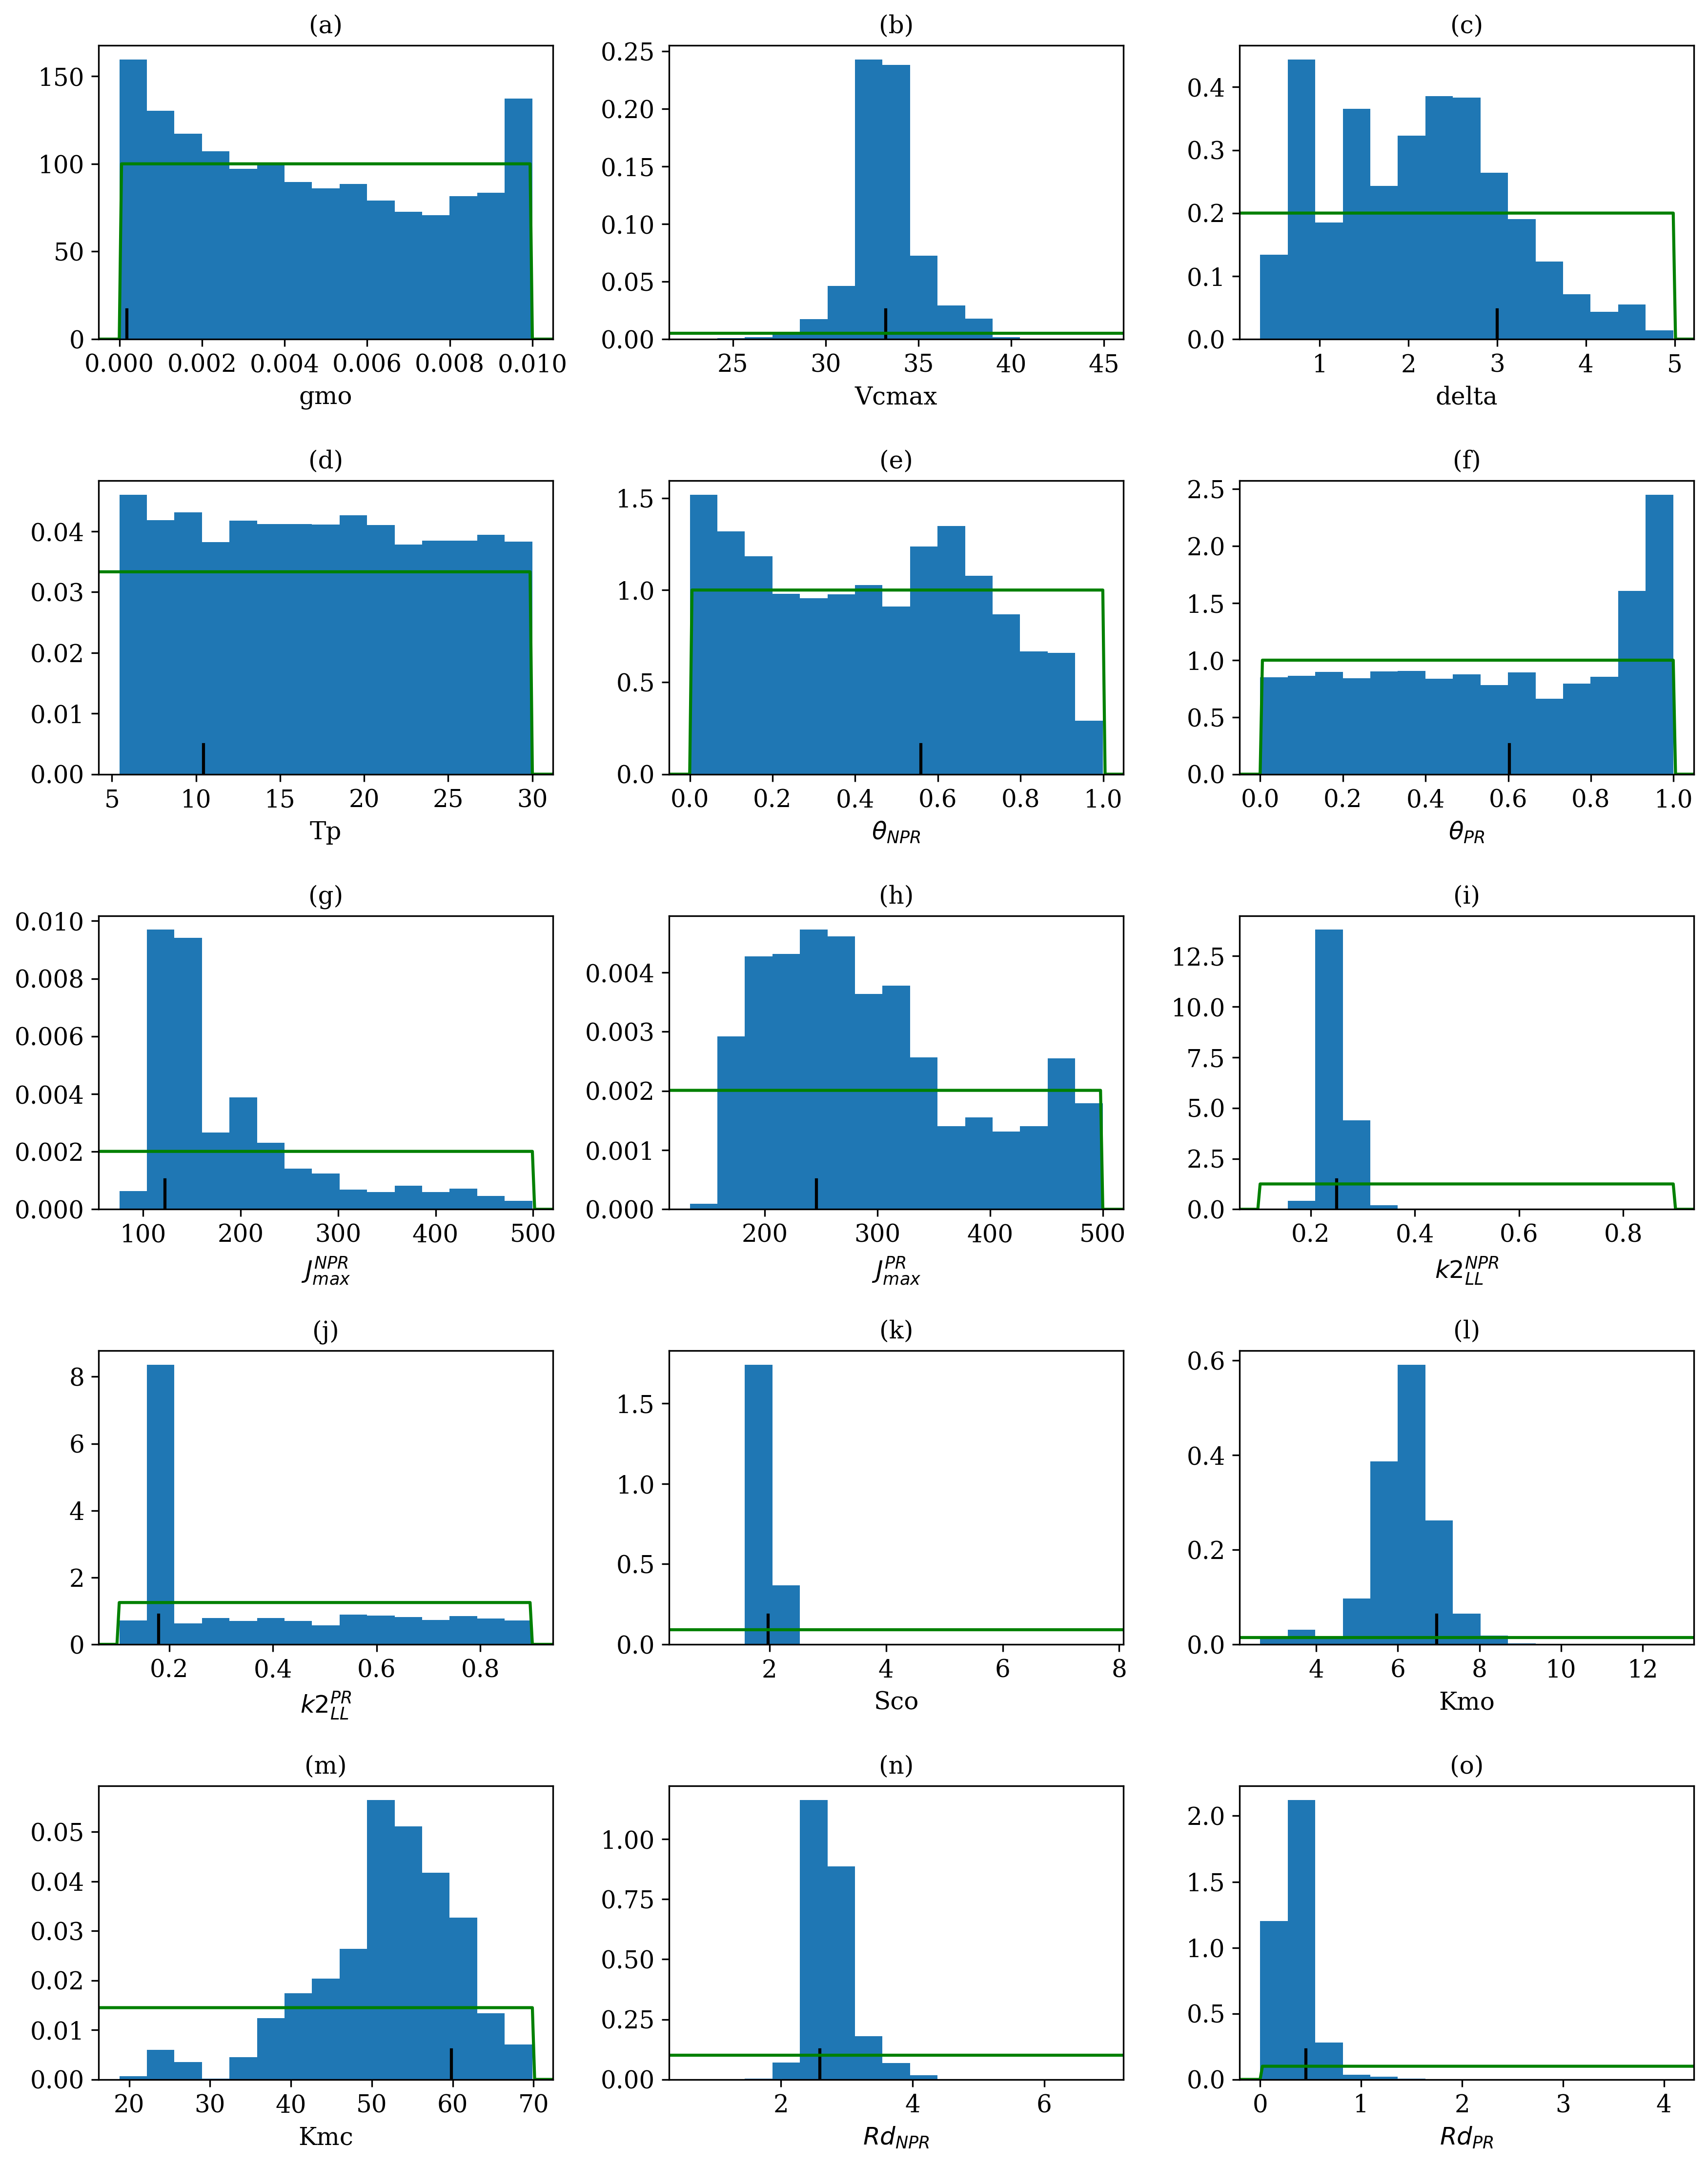 (a) (b) (c)
150 100 50 0
0.000 0.002 0.004 0.006 0.008 0.010
gmo
0.25 0.20 0.15 0.10 0.05 0.00
25 30 35 40 45
Vcmax
0.4 0.3 0.2 0.1 0.0
1 2 3 4 5
delta
(d) (e) (f)
0.04 0.03 0.02 0.01 0.00
5 10 15 20 25 30
Tp
1.5 1.0 0.5 0.0
0.0 0.2 0.4 0.6 0.8 1.0
θNPR
2.5 2.0 1.5 1.0 0.5 0.0
0.0 0.2 0.4 0.6 0.8 1.0
θPR
(g) (h) (i)
0.010 0.008 0.006 0.004 0.002 0.000
100 200 300 400 500
J_max^NPR
0.004 0.003 0.002 0.001 0.000
200 300 400 500
J_max^PR
12.5 10.0 7.5 5.0 2.5 0.0
0.2 0.4 0.6 0.8
k2_LL^NPR
(j) (k) (l)
8 6 4 2 0
0.2 0.4 0.6 0.8
k2_LL^PR
1.5 1.0 0.5 0.0
2 4 6 8
Sco
0.6 0.4 0.2 0.0
4 6 8 10 12
Kmo
(m) (n) (o)
0.05 0.04 0.03 0.02 0.01 0.00
20 30 40 50 60 70
Kmc
1.00 0.75 0.50 0.25 0.00
2 4 6
Rd_NPR
2.0 1.5 1.0 0.5 0.0
0 1 2 3 4
Rd_PR